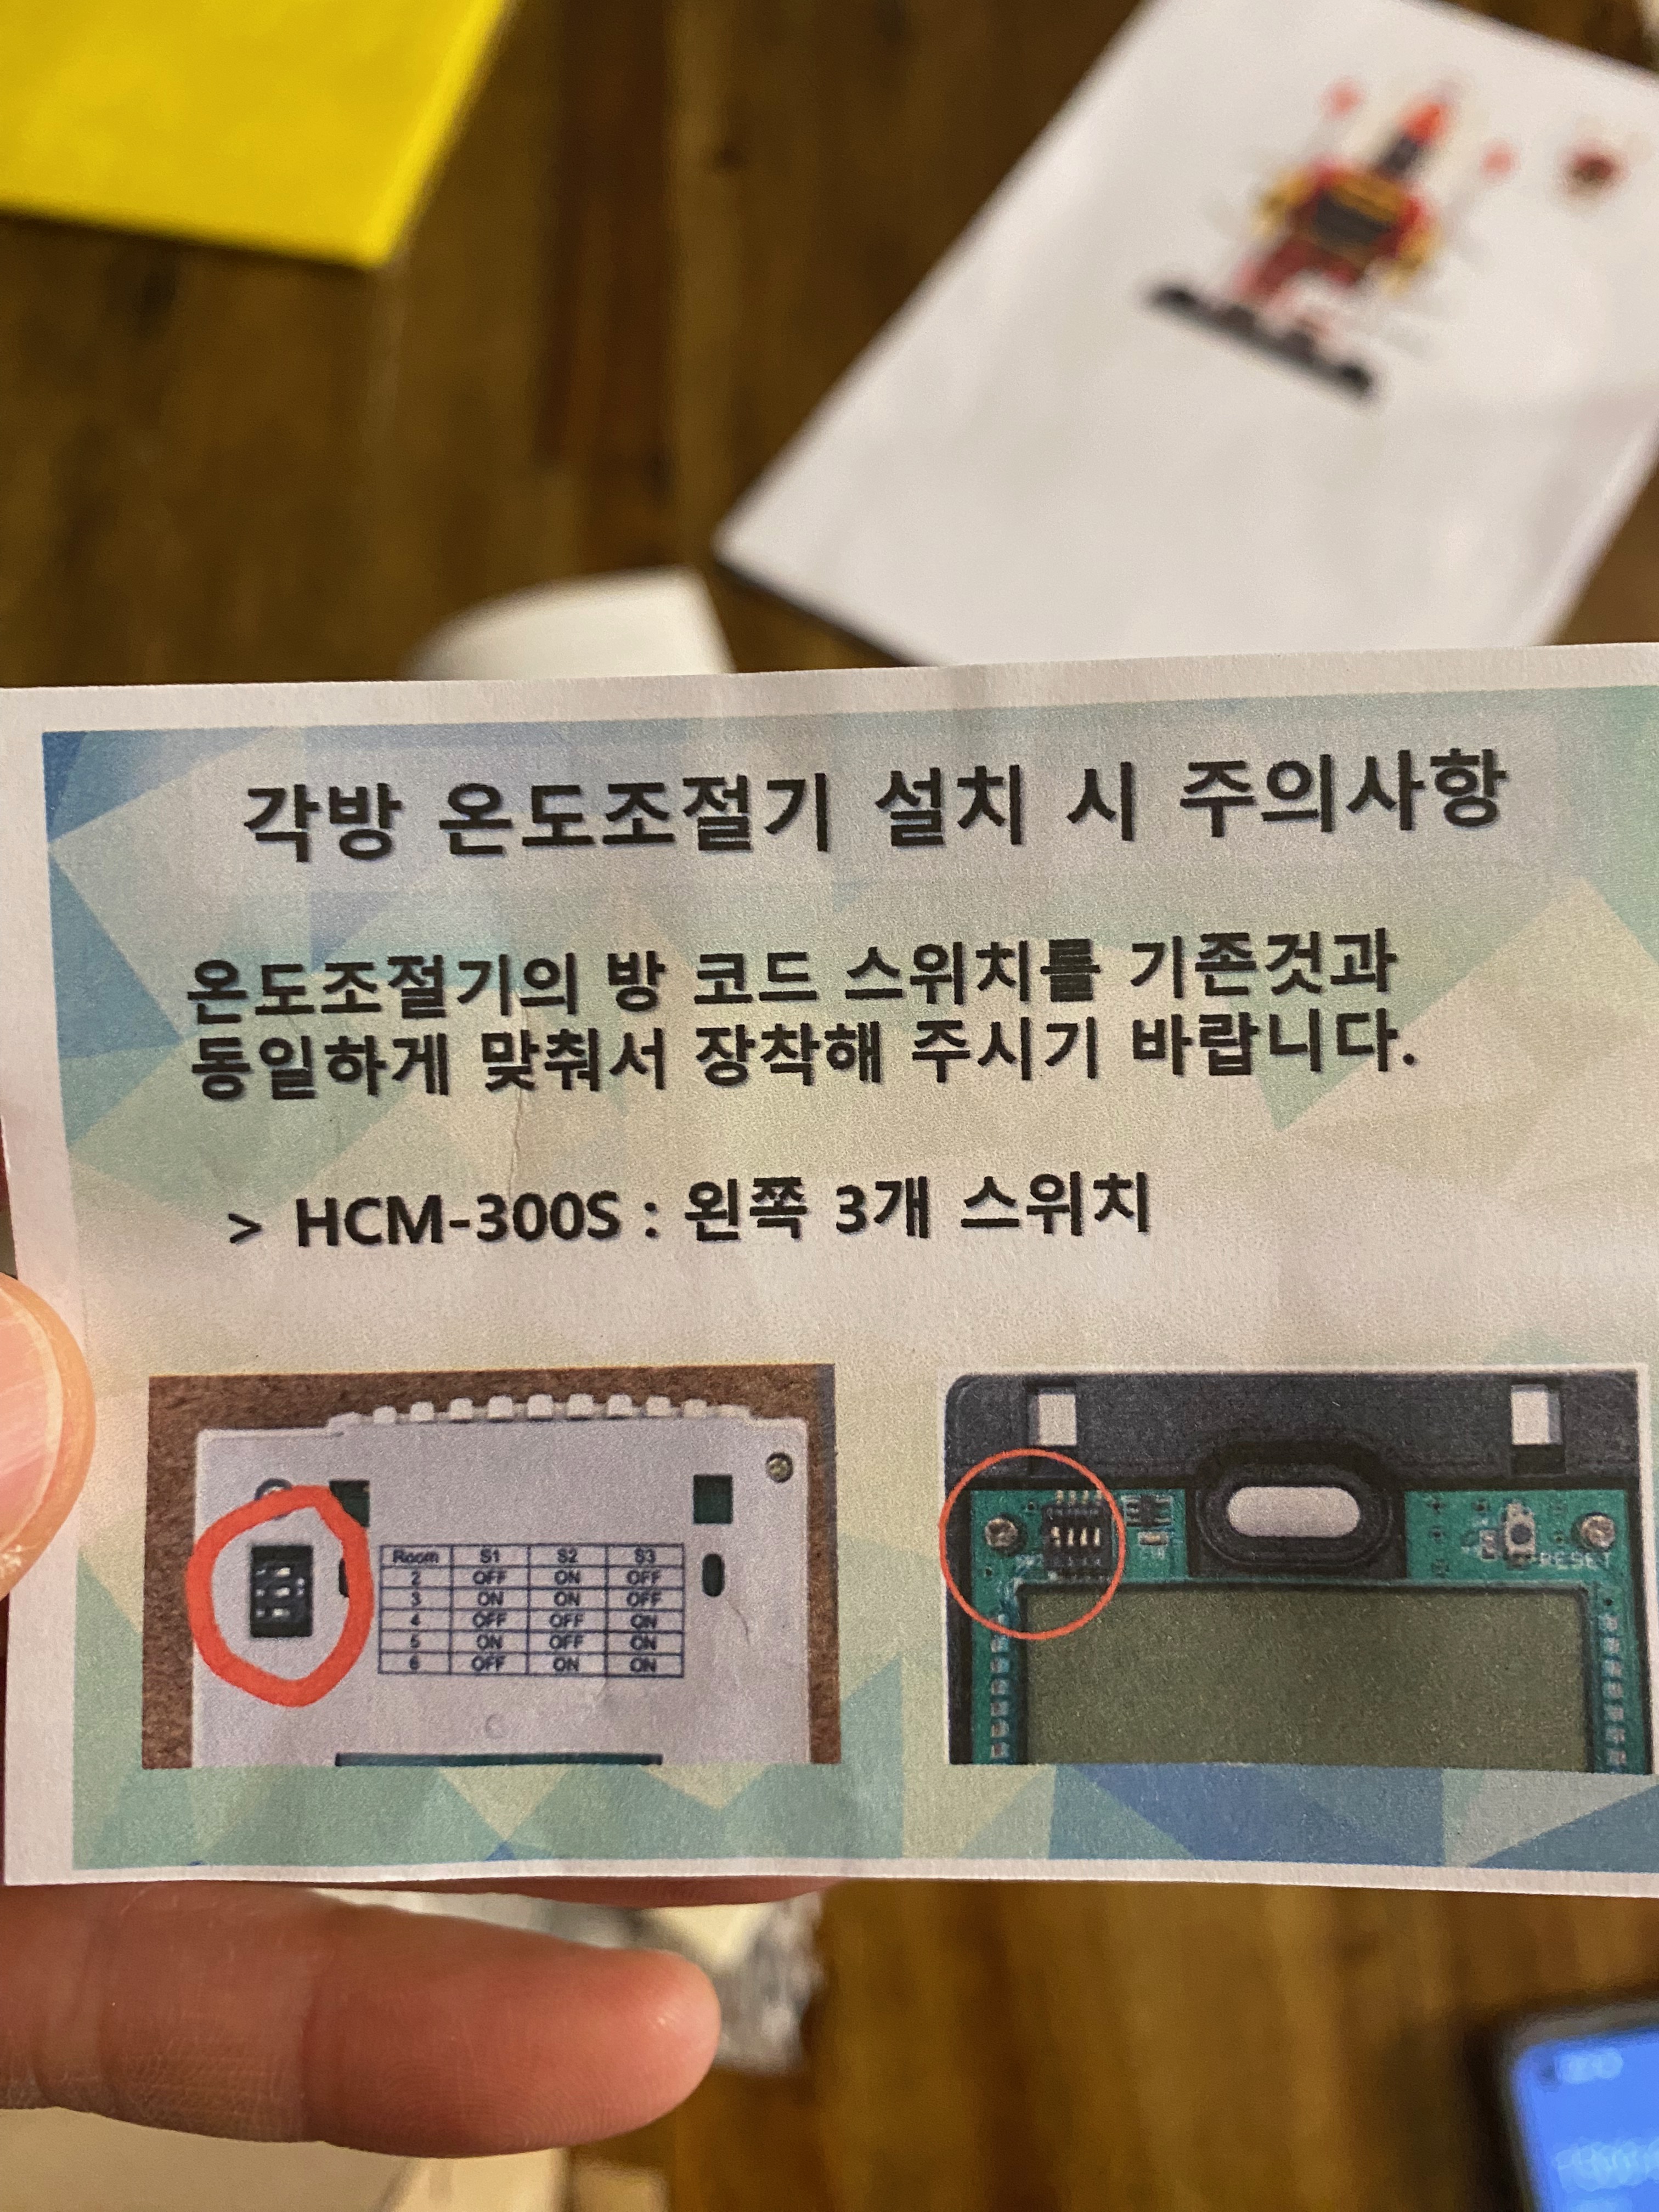 각방 온도조절기 설치 시 주의사항
온도조절기의 방 코드 스위치를 기존것과
동일하게 맞춰서 장착해 주시기 바랍니다.
> HCM-300S : 왼쪽 3개 스위치
Room S1 S2 S3
2 OFF ON OFF
3 ON ON OFF
4 OFF OFF ON
5 ON OFF ON
6 OFF ON ON
RESET